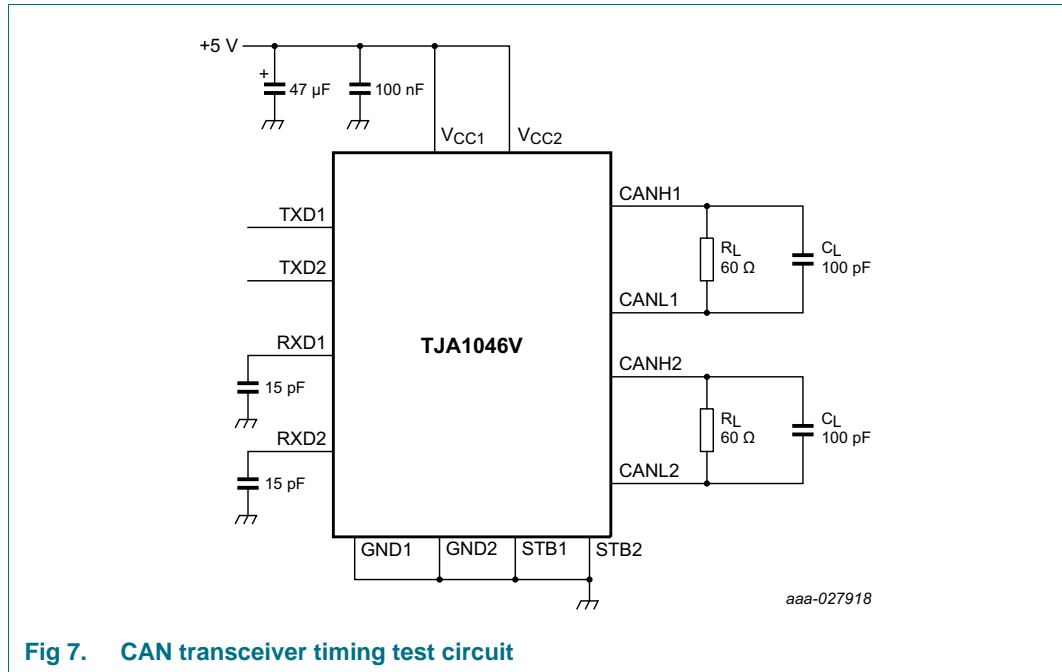 +5 V
+
47 µF
100 nF
VCC1
VCC2
TXD1
TXD2
RXD1
15 pF
RXD2
15 pF
TJA1046V
CANH1
RL
60 Ω
CL
100 pF
CANL1
CANH2
RL
60 Ω
CL
100 pF
CANL2
GND1
GND2
STB1
STB2
aaa-027918
Fig 7. CAN transceiver timing test circuit